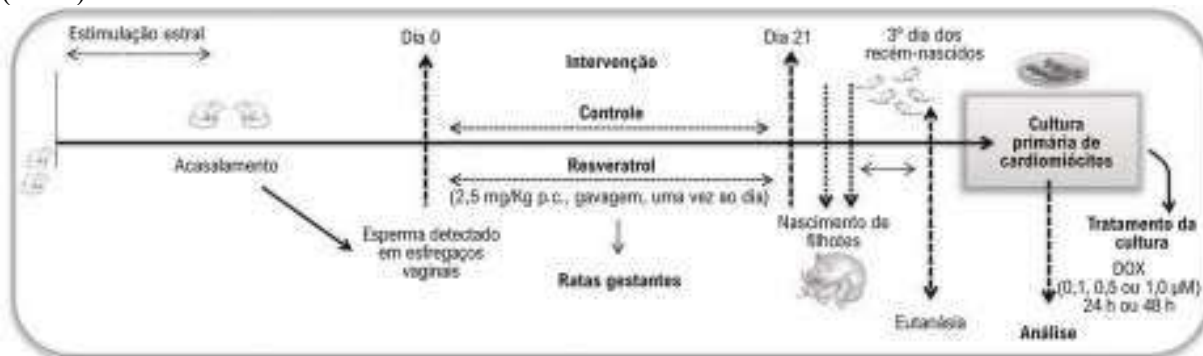 Estimulação estral
Dia 0
Intervenção
Dia 21
3º dia dos
recém-nascidos
Controle
Cultura
primária de
cardiomiécitos
Acasalamento
Resveratrol
(2,5 mg/Kg p.c., gavagem, uma vez ao dia)
Esperma detectado
em esfregaços
vaginais
Ratas gestantes
Nascimento de
filhotes
Eutanásia
Análise
Tratamento da
cultura
DOX
(0,1, 0,5 ou 1,0 µM)
24 h ou 48 h